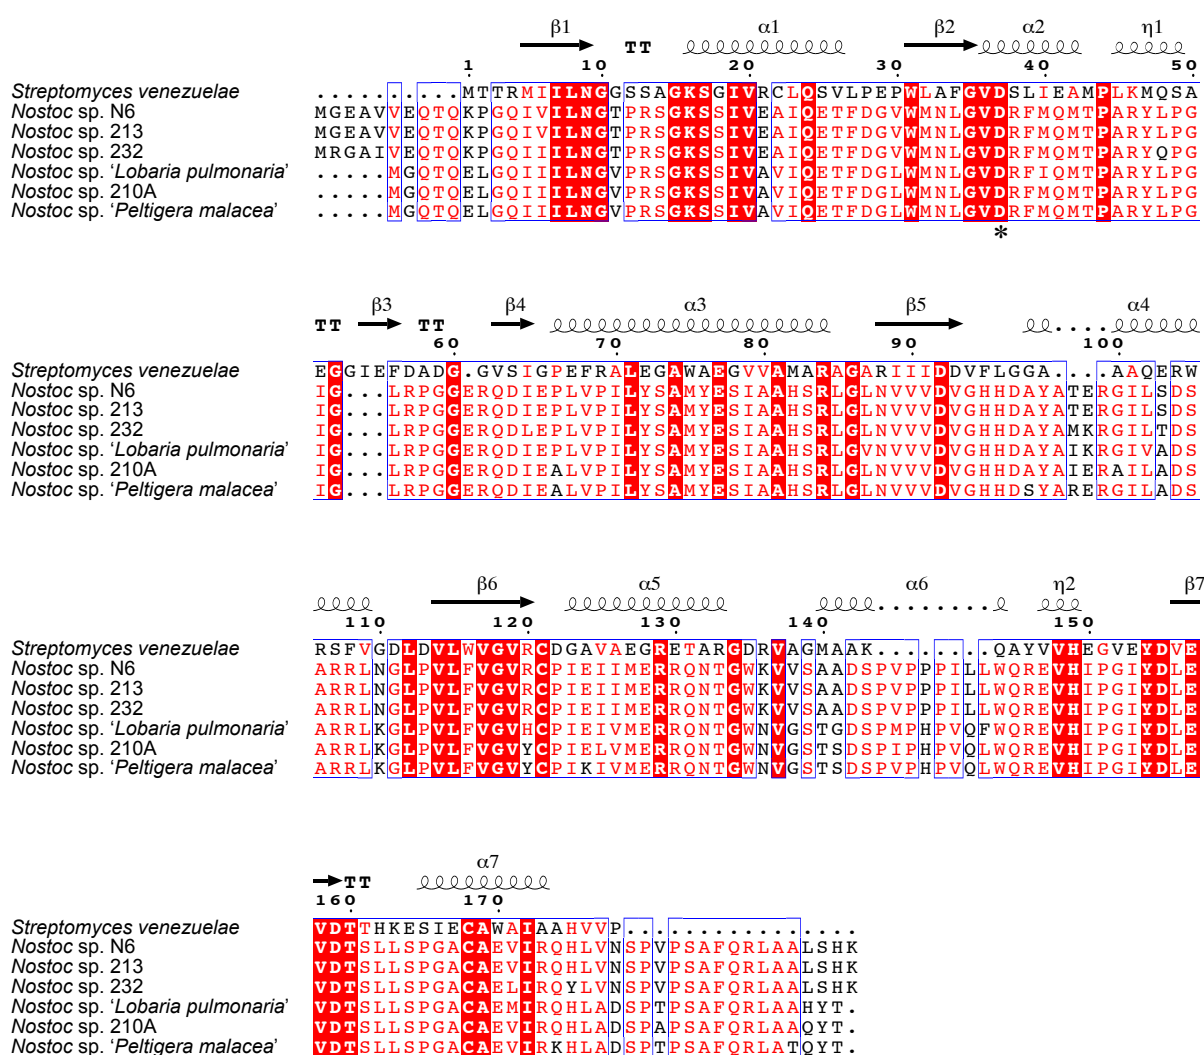 β1 α1 β2 α2 η1
TT
1 10 20 30 40 50
Streptomyces venezuelae ..........MTTRMIILNGGSSAGKSGIVRCLQSVLPEPWLAFGVDSLIEAMPLKMQSA
Nostoc sp. N6 MGEAVVEQTQKPGQIVILNGTPRSGKSSIVEAIQETFDGVWMNLGVDRFMQMTPARYLPG
Nostoc sp. 213 MGEAVVEQTQKPGQIVILNGTPRSGKSSIVEAIQETFDGVWMNLGVDRFMQMTPARYLPG
Nostoc sp. 232 MRGAIVEQTQKPGQIIILNGTPRSGKSSIVEAIQETFDGVWMNLGVDRFMQMTPARYQPG
Nostoc sp. ‘Lobaria pulmonaria’ .....MGQTQELGQIIILNGVPRSGKSSIVAVIQETFDGLWMNLGVDRFIQMTPARYLPG
Nostoc sp. 210A .....MGQTQELGQIIILNGVPRSGKSSIVAVIQETFDGVWMNLGVDRFMQMTPARYLPG
Nostoc sp. ‘Peltigera malacea’ .....MGQTQELGQIIILNGVPRSGKSSIVAVIQETFDGLWMNLGVDRFMQMTPARYLPG
*
β3 β4 α3 β5 α4
TT TT ....
60 70 80 90 100
Streptomyces venezuelae EGGIEFDADG.GVSIGPEFRALEGAWAEGVVAMARAGARIIIDDVFLGGA....AAQERW
Nostoc sp. N6 IG...LRPGGERQDIEPLVPILYSAMYESIAAHSRLGLNVVVDVGHHDAYATERGILSDS
Nostoc sp. 213 IG...LRPGGERQDIEPLVPILYSAMYESIAAHSRLGLNVVVDVGHHDAYATERGILSDS
Nostoc sp. 232 IG...LRPGGERQDLEPLVPILYSAMYESIAAHSRLGLNVVVDVGHHDAYAMKRGILTDS
Nostoc sp. ‘Lobaria pulmonaria’ IG...LRPGGERQDIEPLVPILYSAMYESIAAHSRLGLNVVVDVGHHDAYAIKRGIVADS
Nostoc sp. 210A IG...LRPGGERQDIEALVPILYSAMYESIAAHSRLGLNVVVDVGHHDAYAIERAILADS
Nostoc sp. ‘Peltigera malacea’ IG...LRPGGERQDIEALVPILYSAMYESIAAHSRLGLNVVVDVGHHDSYARERGILADS
β6 α5 α6 η2 β7
........
110 120 130 140 150
Streptomyces venezuelae RSFVGDLDVLWVGVRCDGAVAEGRETARGDRVAGMAAK........QAYVVHEGVEYDVE
Nostoc sp. N6 ARRLNGLPVLFVGVRCPIEIIMERRQNTGWKVVSAADSPVPPPILLWQREVHIPGIYDLE
Nostoc sp. 213 ARRLNGLPVLFVGVRCPIEIIMERRQNTGWKVVSAADSPVPPPILLWQREVHIPGIYDLE
Nostoc sp. 232 ARRLNGLPVLFVGVRCPIEIIMERRQNTGWKVVSAADSPVPPPILLWQREVHIPGIYDLE
Nostoc sp. ‘Lobaria pulmonaria’ ARRLKGLPVLFVGVHCPIEIVMERRQNTGWNVGSTGDSPMPHPVQFWQREVHIPGIYDLE
Nostoc sp. 210A ARRLKGLPVLFVGVYCPIELVMERRQNTGWNVGSTADSPIPHPVQLWQREVHIPGIYDLE
Nostoc sp. ‘Peltigera malacea’ ARRLKGLPVLFVGVYCPIKIVMERRQNTGWNVGSTSDSPVPHPVQLWQREVHIPGIYDLE
α7
TT
160 170
Streptomyces venezuelae VDTTHKESIECAWAIAAHVVP................
Nostoc sp. N6 VDTSLLSPGACAEVIRQHLVNSPVPSAFQRLAALSHK
Nostoc sp. 213 VDTSLLSPGACAEVIRQHLVNSPVPSAFQRLAALSHK
Nostoc sp. 232 VDTSLLSPGACAELIRQYLVNSPVPSAFQRLAALSHK
Nostoc sp. ‘Lobaria pulmonaria’ VDTSLLSPGACAEMIRQHLADSPTPSAFQRLAAHYT.
Nostoc sp. 210A VDTSLLSPGACAEVIRQHLADSPAPSAFQRLAAQYT.
Nostoc sp. ‘Peltigera malacea’ VDTSLLSPGACAEVIRKHLADSPTPSAFQRLATQYT.